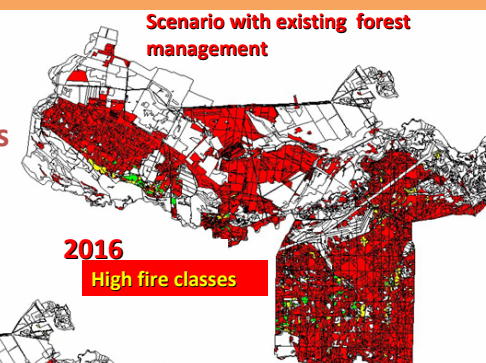 Scenario with existing forest
management
s
2016
High fire classes